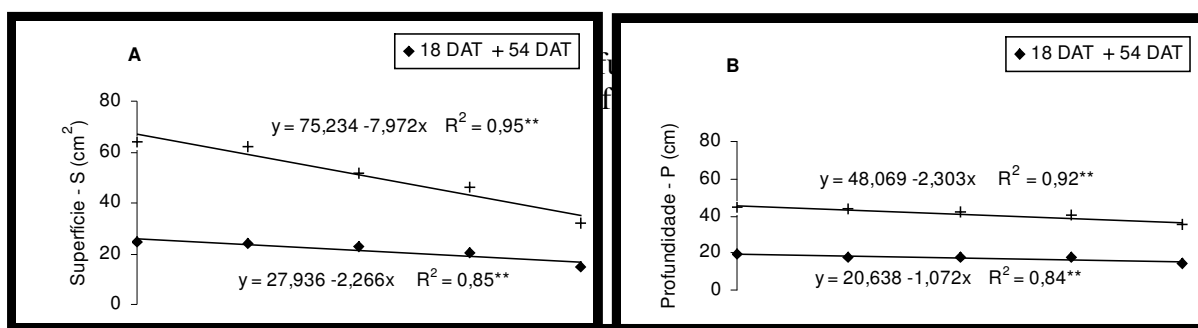 A
◆ 18 DAT + 54 DAT
Superfície - S (cm²)
80
60
40
20
0
y = 75,234 -7,972x R² = 0,95**
y = 27,936 -2,266x R² = 0,85**
B
◆ 18 DAT + 54 DAT
Profundidade - P (cm)
80
60
40
20
0
y = 48,069 -2,303x R² = 0,92**
y = 20,638 -1,072x R² = 0,84**